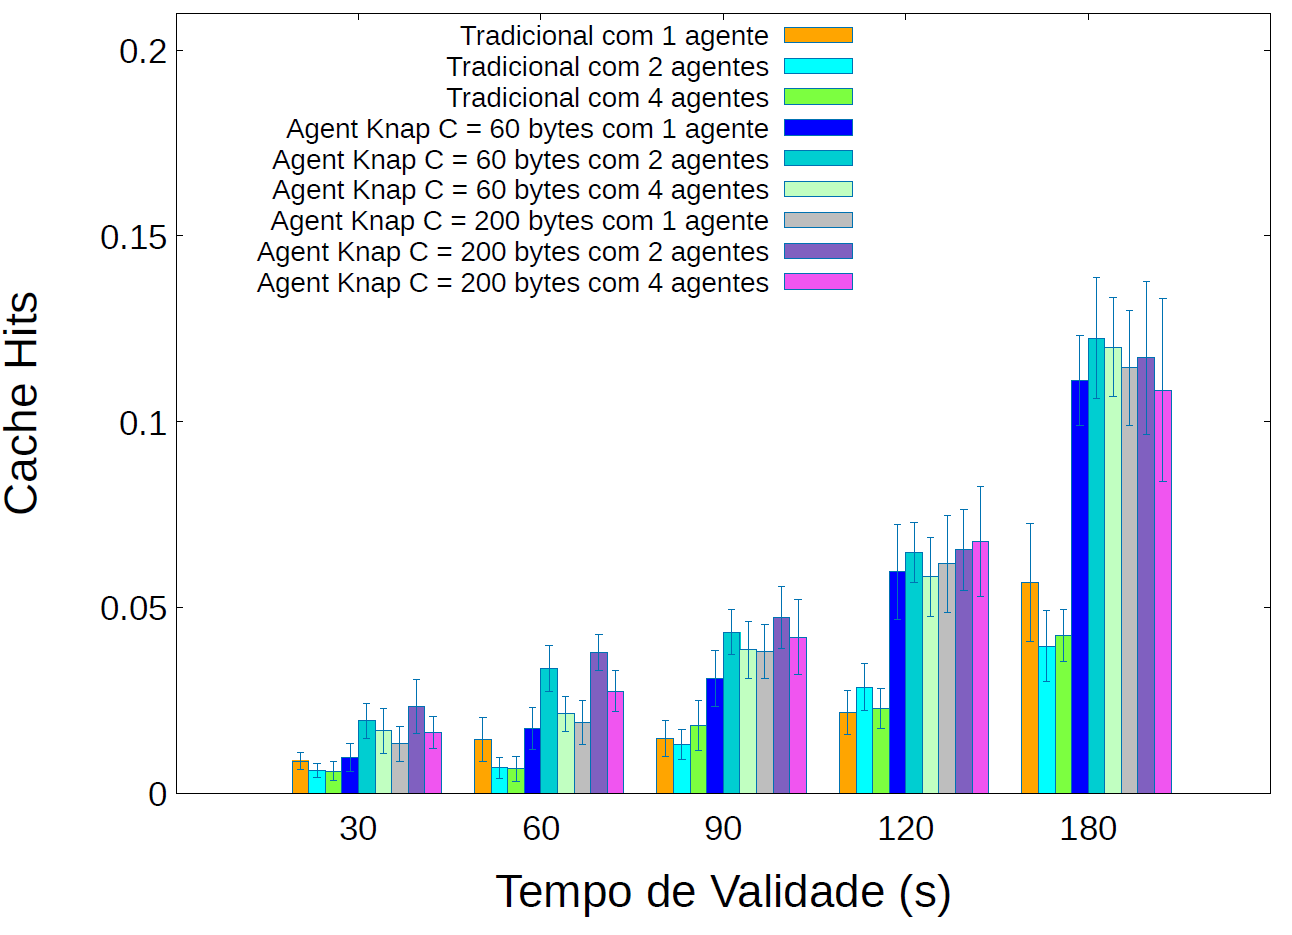 0.2
0.15
0.1
0.05
0
Cache Hits
Tradicional com 1 agente
Tradicional com 2 agentes
Tradicional com 4 agentes
Agent Knap C = 60 bytes com 1 agente
Agent Knap C = 60 bytes com 2 agentes
Agent Knap C = 60 bytes com 4 agentes
Agent Knap C = 200 bytes com 1 agente
Agent Knap C = 200 bytes com 2 agentes
Agent Knap C = 200 bytes com 4 agentes
30 60 90 120 180
Tempo de Validade (s)